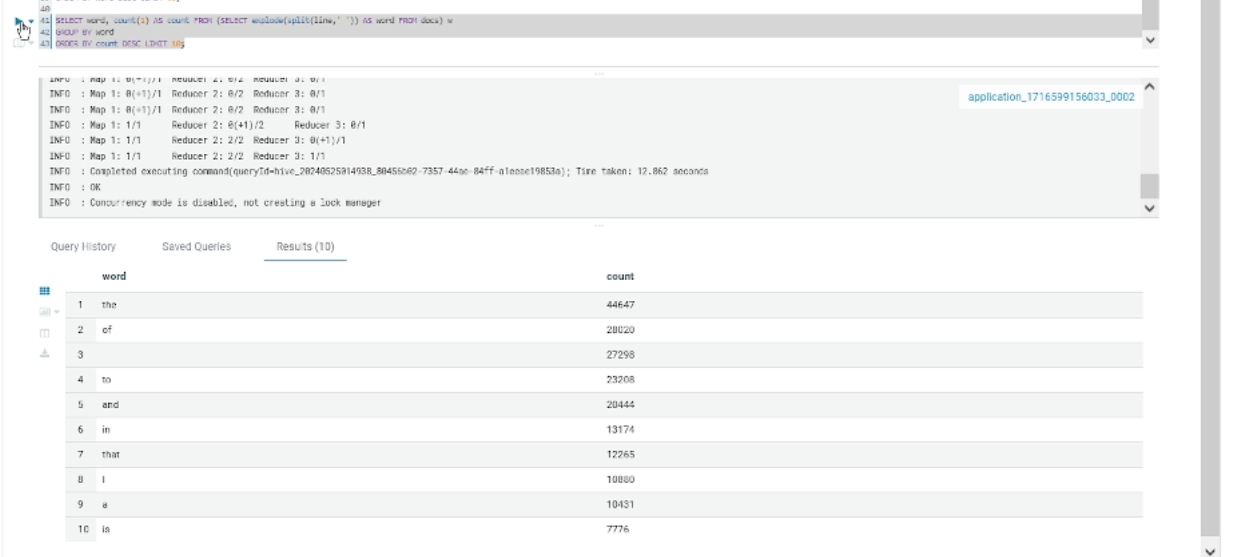 40
41 SELECT word, count(1) AS count FROM (SELECT explode(split(line,' ')) AS word FROM docs) w
42 GROUP BY word
43 ORDER BY count DESC LIMIT 10;
INFO : Map 1: 0(+1)/1 Reducer 2: 0/2 Reducer 3: 0/1
INFO : Map 1: 0(+1)/1 Reducer 2: 0/2 Reducer 3: 0/1
INFO : Map 1: 0(+1)/1 Reducer 2: 0/2 Reducer 3: 0/1
INFO : Map 1: 1/1 Reducer 2: 0(+1)/2 Reducer 3: 0/1
INFO : Map 1: 1/1 Reducer 2: 2/2 Reducer 3: 0(+1)/1
INFO : Map 1: 1/1 Reducer 2: 2/2 Reducer 3: 1/1
INFO : Completed executing command(queryId=hive_20240525014938_80456b02-7357-44ae-84ff-a1eese19853a); Time taken: 12.862 seconds
INFO : OK
INFO : Concurrency mode is disabled, not creating a lock manager
application_1716599156033_0002
Query History Saved Queries Results (10)
word count
1 the 44647
2 of 28020
3 27298
4 to 23208
5 and 20444
6 in 13174
7 that 12265
8 I 10880
9 a 10431
10 is 7776